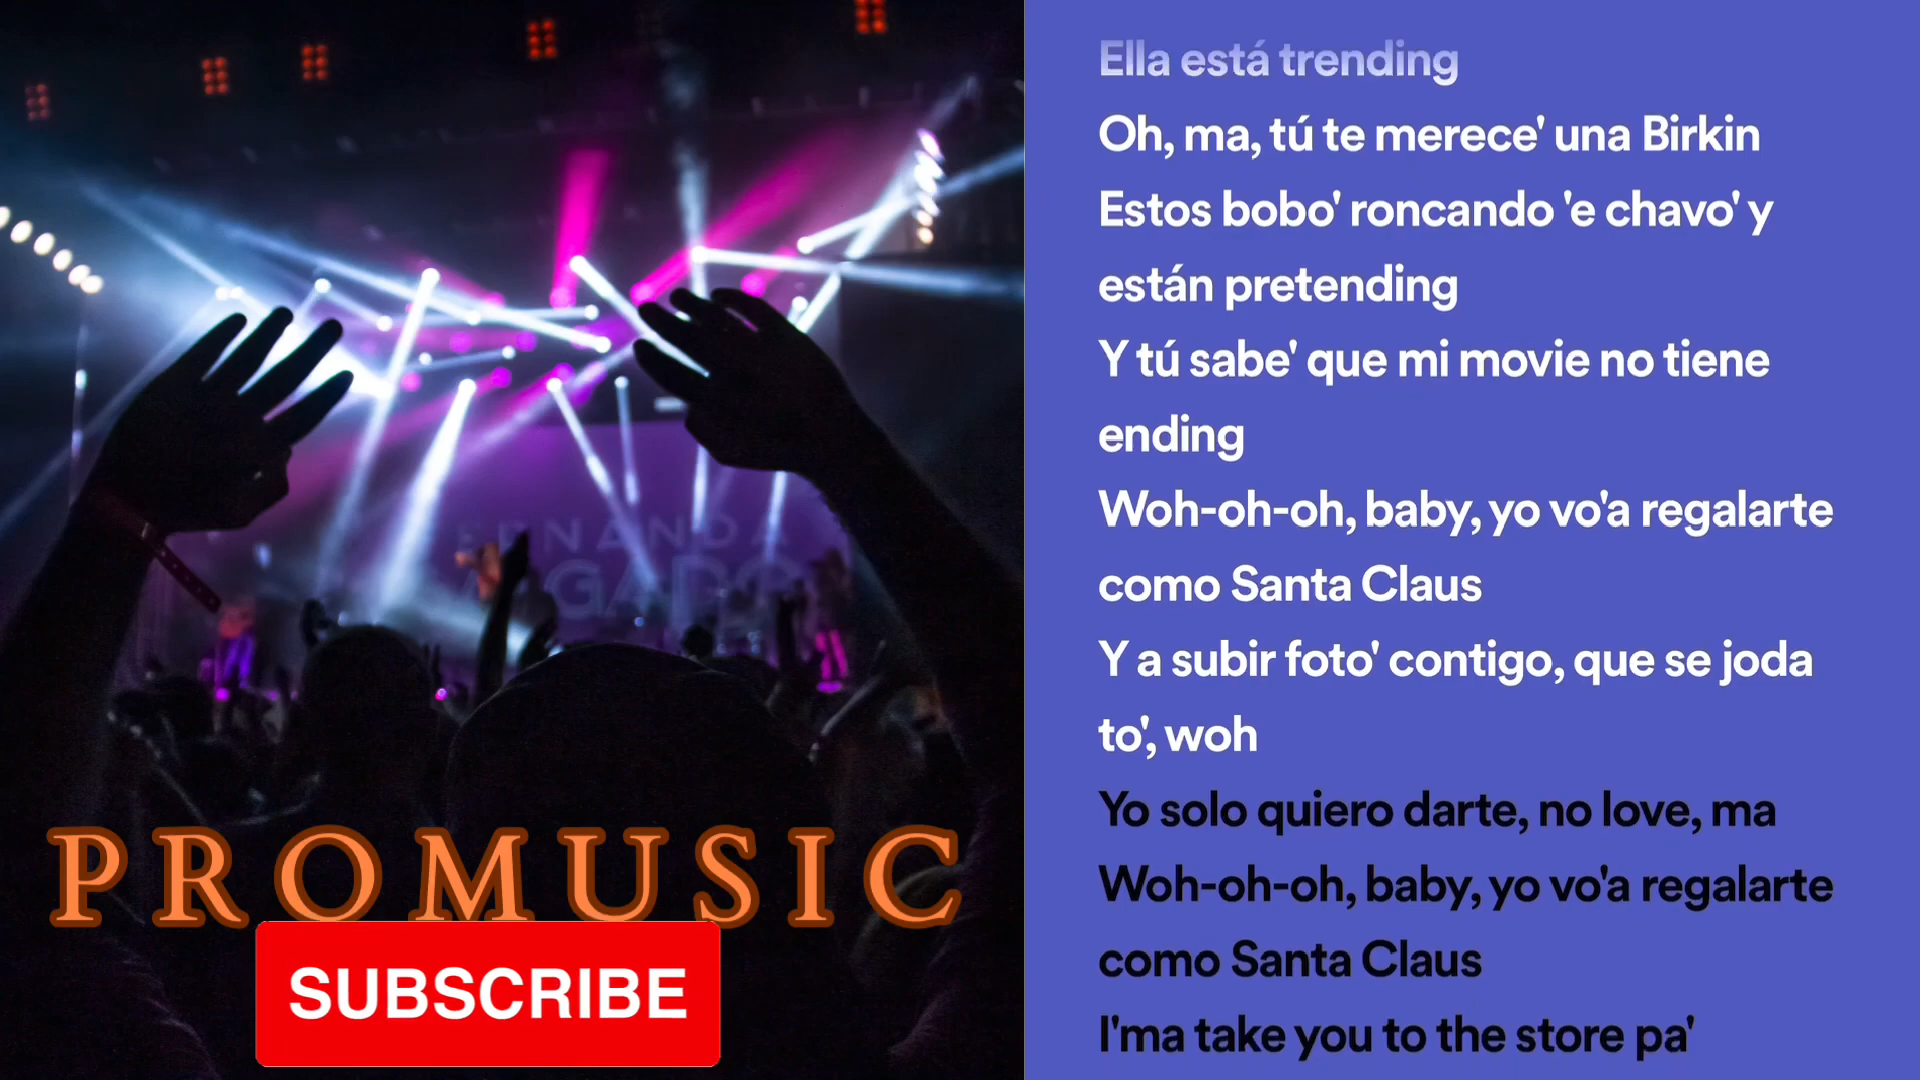 Ella está trending
Oh, ma, tú te merece' una Birkin
Estos bobo' roncando 'e chavo' y
están pretending
Y tú sabe' que mi movie no tiene
ending
Woh-oh-oh, baby, yo vo'a regalarte
como Santa Claus
Y a subir foto' contigo, que se joda
to', woh
Yo solo quiero darte, no love, ma
Woh-oh-oh, baby, yo vo'a regalarte
como Santa Claus
I'ma take you to the store pa'
PROMUSIC
SUBSCRIBE